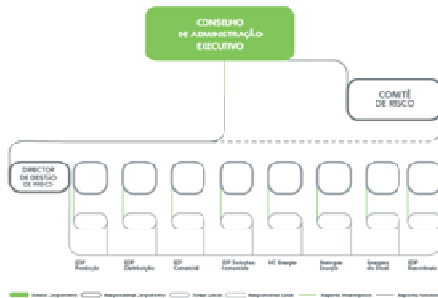 CONSELHO
DE ADMINISTRAÇÃO
EXECUTIVO
COMITÉ
DE RISCO
DIRECTOR
DE GESTÃO
DE RISCO
EDP
Produção
EDP
Distribuição
EDP
Comercial
EDP Soluções
Comerciais
HC Energia
Naturgas
Energia
Energias
do Brasil
EDP
Renováveis